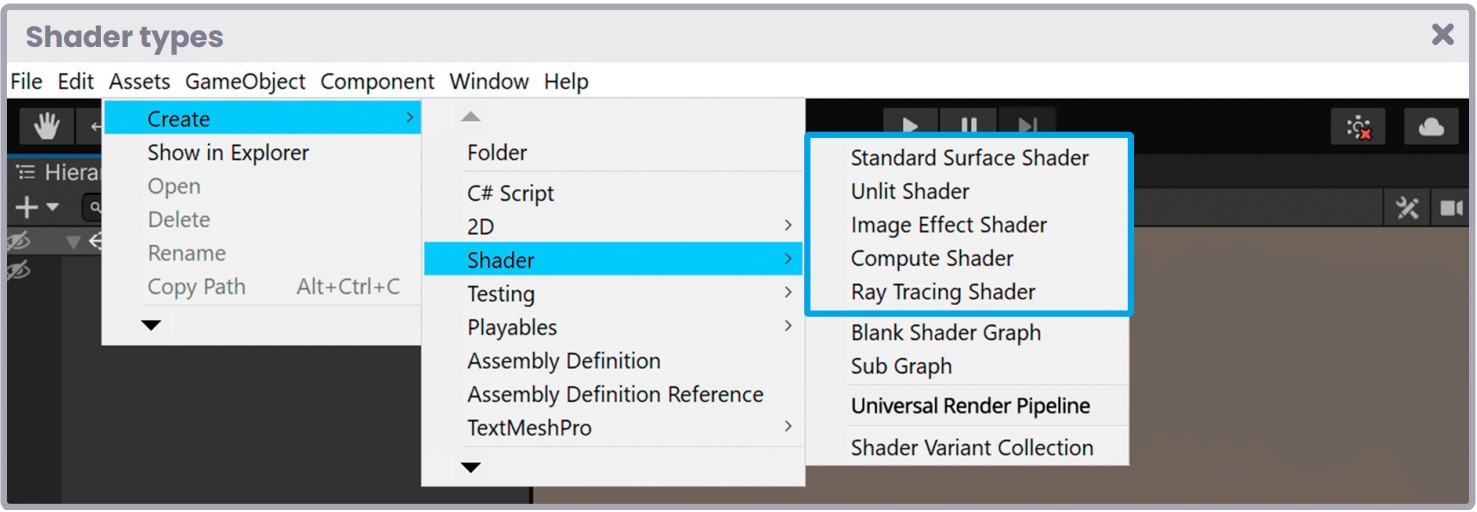 Shader types
File Edit Assets GameObject Component Window Help
Hiera
Create
Show in Explorer
Open
Delete
Rename
Copy Path Alt+Ctrl+C
Folder
C# Script
2D
Shader
Testing
Playables
Assembly Definition
Assembly Definition Reference
TextMeshPro
Standard Surface Shader
Unlit Shader
Image Effect Shader
Compute Shader
Ray Tracing Shader
Blank Shader Graph
Sub Graph
Universal Render Pipeline
Shader Variant Collection